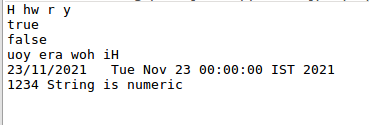 H hw r y
true
false
uoy era woh iH
23/11/2021   Tue Nov 23 00:00:00 IST 2021
1234 String is numeric